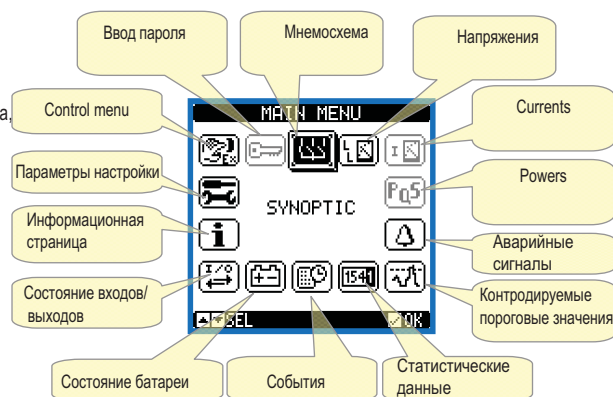 Ввод пароля
Мнемосхема
Напряжения
а,
Control menu
MAIN MENU
Currents
Параметры настройки
Powers
SYNOPTIC
Информационная
страница
Аварийные
сигналы
Состояние входов/
выходов
Контродируемые
пороговые значения
SEL
OK
Состояние батареи
События
Статистические
данные